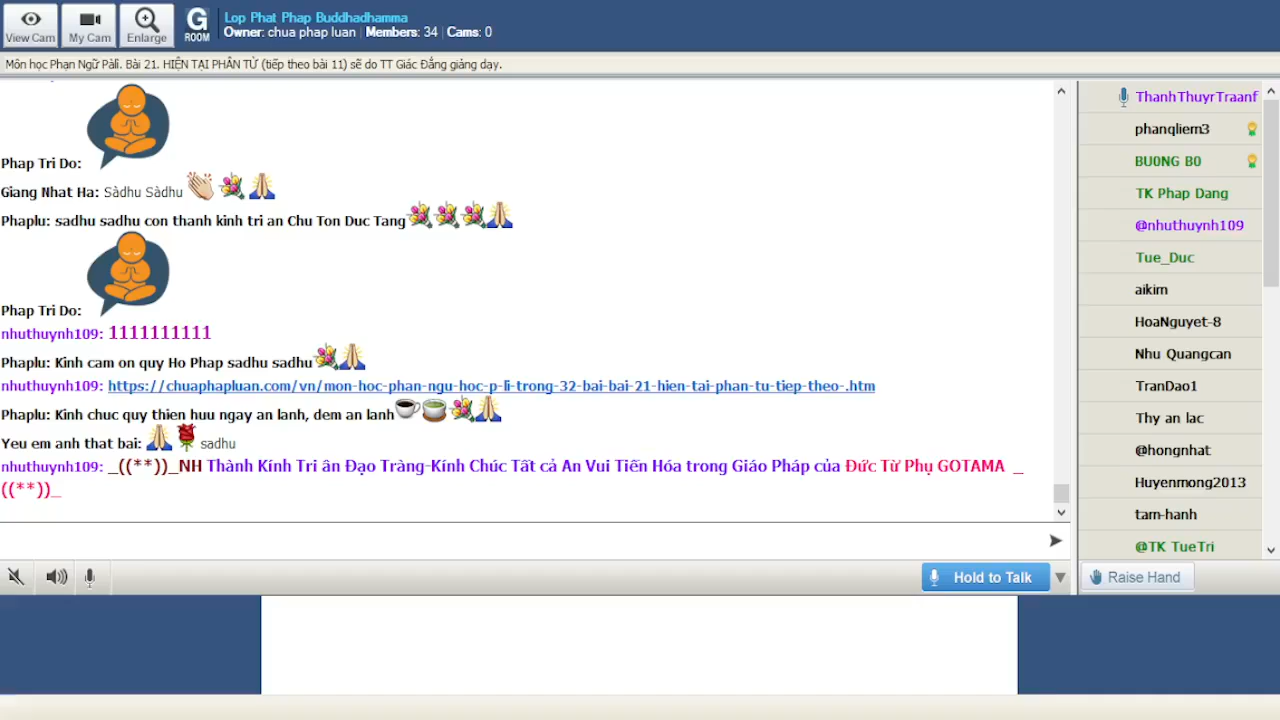 View Cam
My Cam
Enlarge
G
ROOM
Lop Phat Phap Buddhadhamma
Owner: chua phap luan | Members: 34 | Cams: 0
Môn học Phạn Ngữ Pāli. Bài 21. HIỆN TẠI PHÂN TỬ (tiếp theo bài 11) sẽ do TT Giác Đẳng giảng dạy.
Phap Tri Do:
Giang Nhat Ha: Sàdhu Sàdhu
Phaplu: sadhu sadhu con thanh kinh tri an Chu Ton Duc Tang
Phap Tri Do:
nhuthuynh109: 1111111111
Phaplu: Kinh cam on quy Ho Phap sadhu sadhu
nhuthuynh109: https://chuaphapluan.com/vn/mon-hoc-phan-ngu-hoc-p-li-trong-32-bai-bai-21-hien-tai-phan-tu-tiep-theo-.htm
Phaplu: Kinh chuc quy thien huu ngay an lanh, dem an lanh
Yeu em anh that bai: sadhu
nhuthuynh109: _((**))_NH Thành Kính Tri ân Đạo Tràng-Kính Chúc Tất cả An Vui Tiến Hóa trong Giáo Pháp của Đức Từ Phụ GOTAMA _
((**))_
Hold to Talk
ThanhThuyrTraanf
phanqliem3
BU0NG B0
TK Phap Dang
@nhuthuynh109
Tue_Duc
aikim
HoaNguyet-8
Nhu Quangcan
TranDao1
Thy an lac
@hongnhat
Huyenmong2013
tam-hanh
@TK TueTri
Raise Hand